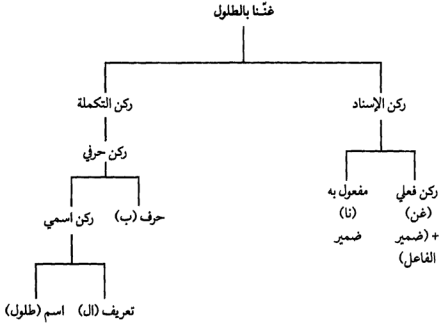 غنّنا بالطلول
ركن الإسناد
ركن التكملة
ركن حرفي
ركن فعلي
(غن)
+ (ضمير
الفاعل)
مفعول به
(نا)
ضمير
حرف (ب)
ركن اسمي
تعريف (ال)
اسم (طلول)